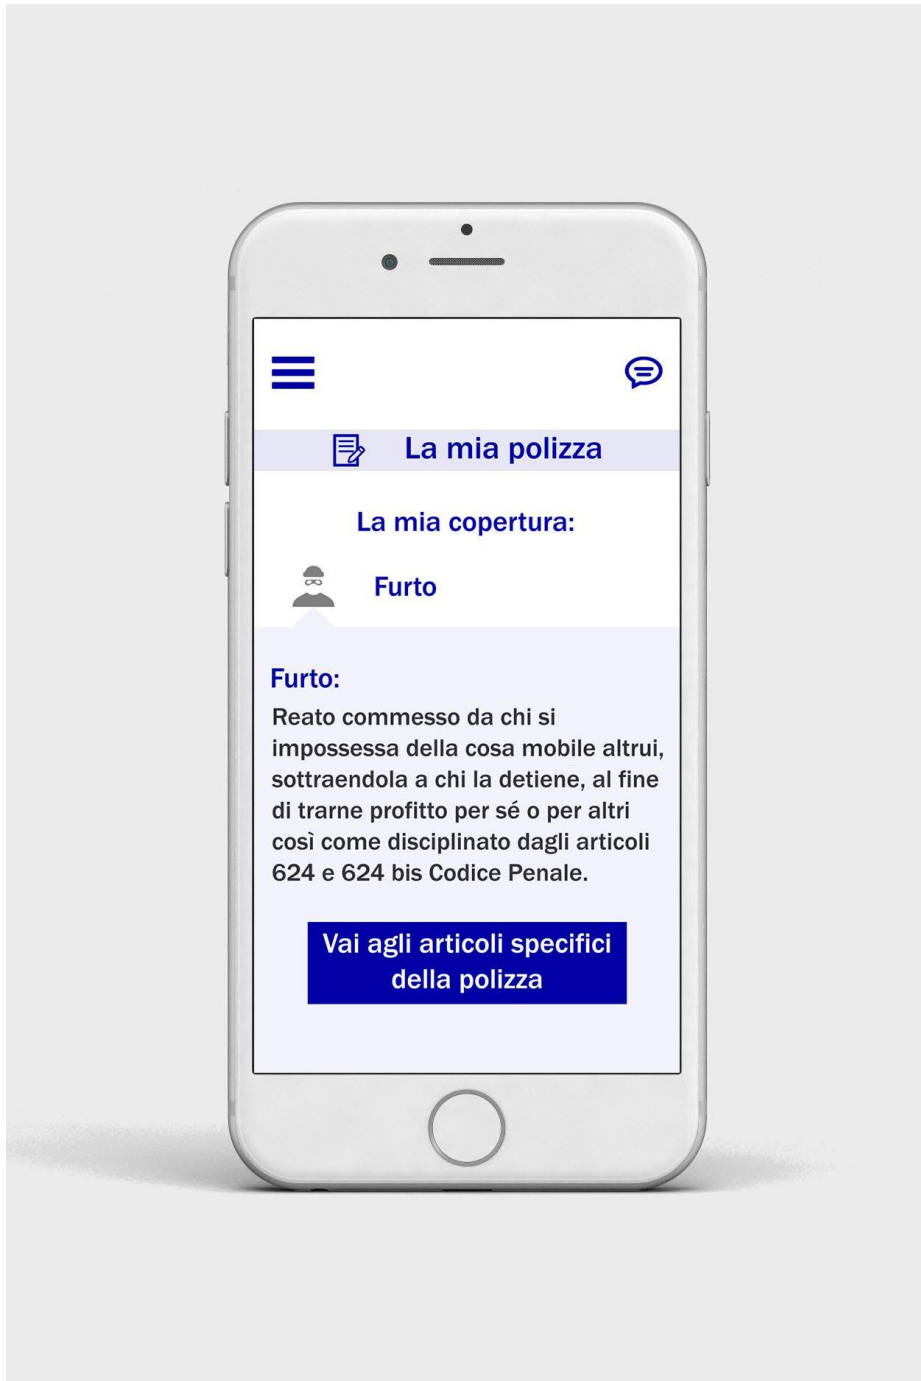 La mia polizza
La mia copertura:
Furto
Furto:
Reato commesso da chi si
impossessa della cosa mobile altrui,
sottraendola a chi la detiene, al fine
di trarne profitto per sé o per altri
così come disciplinato dagli articoli
624 e 624 bis Codice Penale.
Vai agli articoli specifici
della polizza